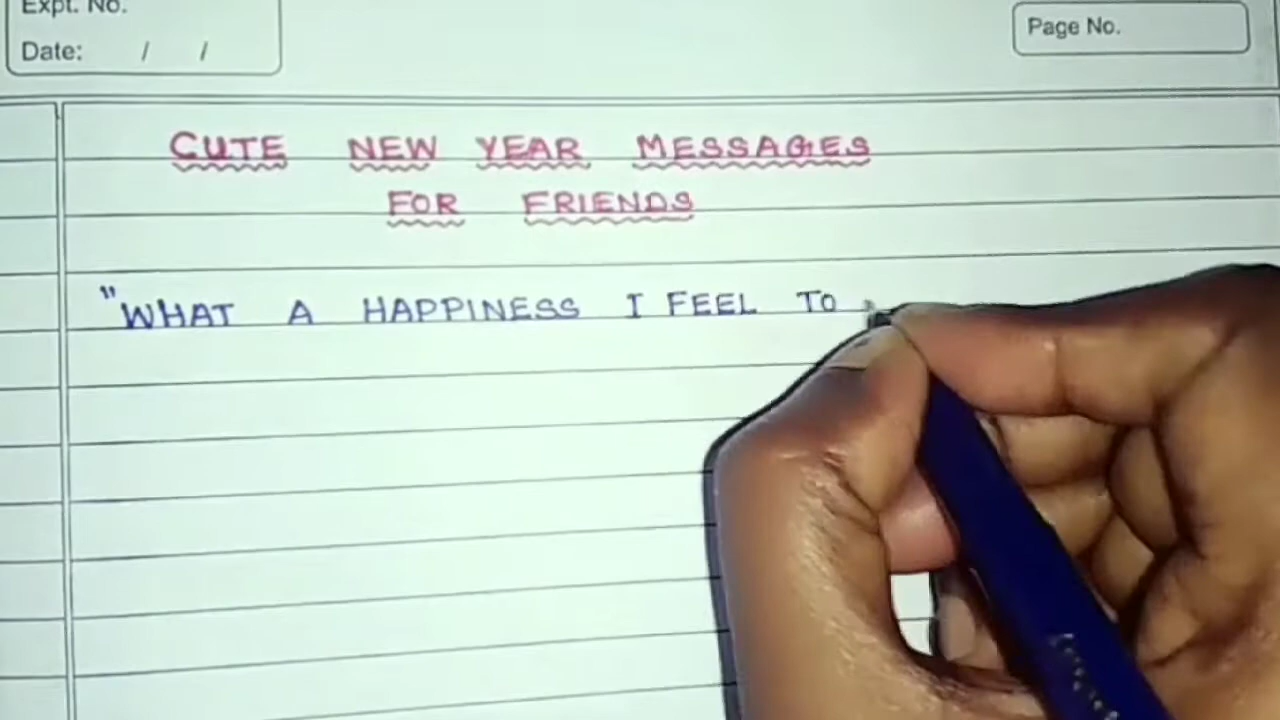 Expt. No.
Date: / /
Page No.
CUTE NEW YEAR MESSAGES
FOR FRIENDS
"WHAT A HAPPINESS I FEEL TO